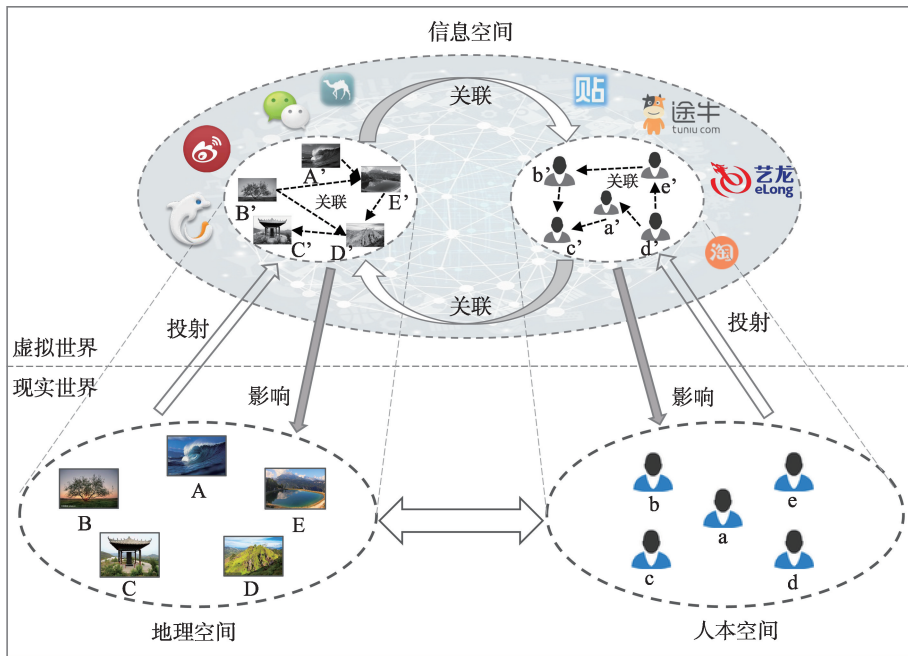 信息空间
关联
贴
途牛
tuniu.com
艺龙
eLong
淘
A’
B’
关联
E’
C’
D’
b’
关联
e’
a’
c’
d’
关联
投射
影响
影响
投射
虚拟世界
现实世界
A
B
E
C
D
b
e
a
c
d
地理空间
人本空间